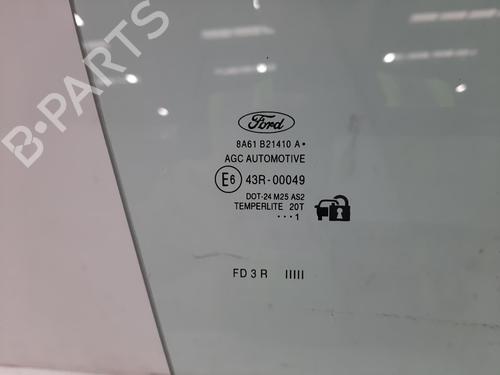 B-PARTS
Ford
8A61 B21410 A•
AGC AUTOMOTIVE
E6 43R-00049
DOT-24 M25 AS2
TEMPERLITE 20T
···1
FD 3 R IIIII